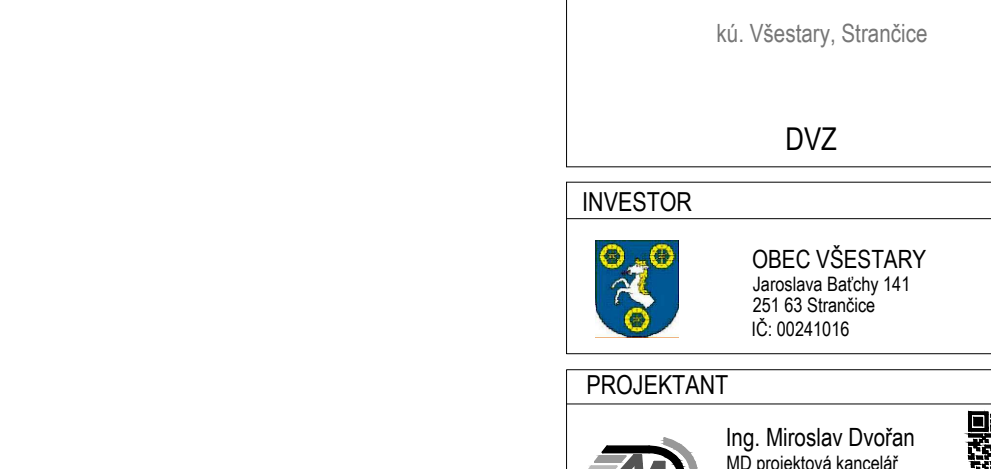 kú. Všestary, Strančice
DVZ
INVESTOR
OBEC VŠESTARY
Jaroslava Baťchy 141
251 63 Strančice
IČ: 00241016
PROJEKTANT
Ing. Miroslav Dvořan
MD projektová kancelář